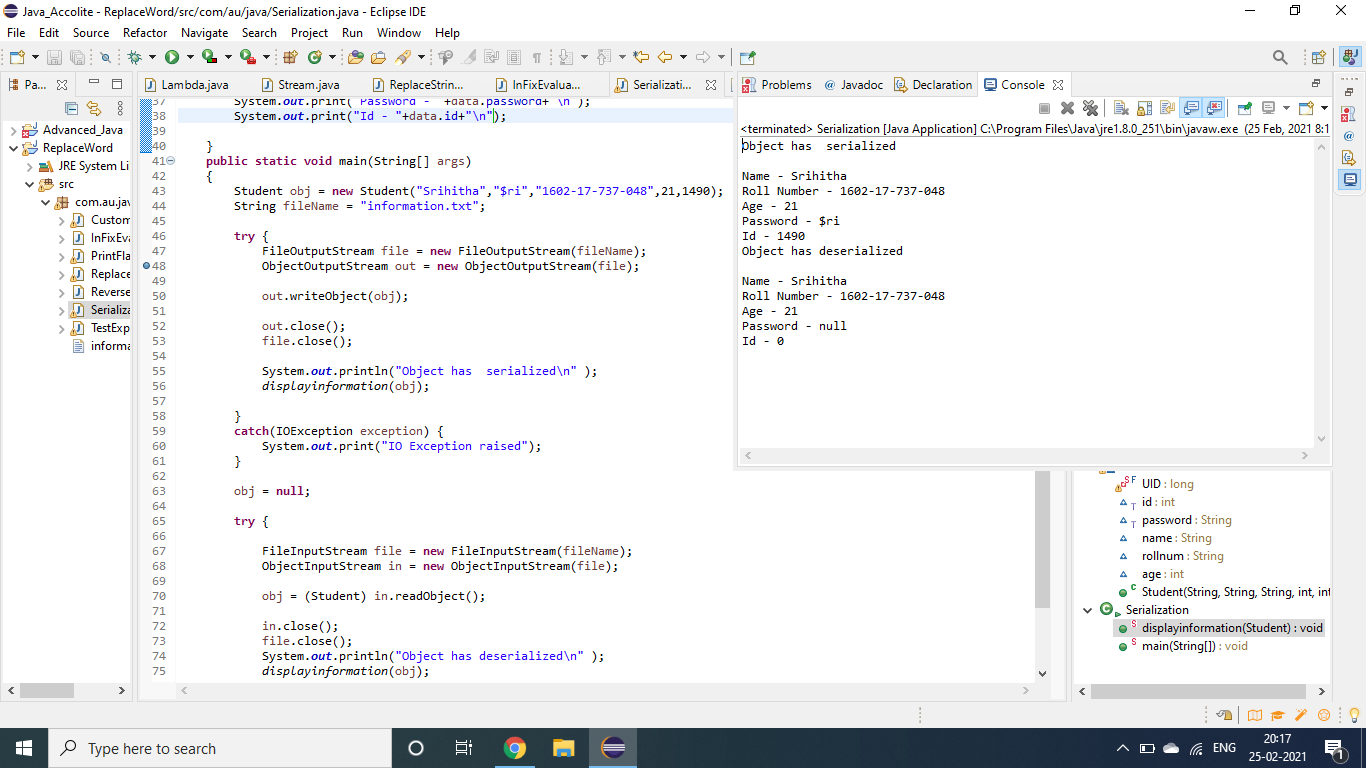 Java_Accolite - ReplaceWord/src/com/au/java/Serialization.java - Eclipse IDE
File Edit Source Refactor Navigate Search Project Run Window Help
Pa...
Lambda.java
Stream.java
ReplaceStrin...
InFixEvalua...
Serializati...
Problems
Javadoc
Declaration
Console
Advanced_Java
ReplaceWord
JRE System Li
src
com.au.jav
Custom
InFixEva
PrintFla
Replace
Reverse
Serializa
TestExp
informa
37 System.out.print("Password - "+data.password+"\n");
38 System.out.print("Id - "+data.id+"\n");
39
40 }
41 public static void main(String[] args)
42 {
43 Student obj = new Student("Srihitha","$ri","1602-17-737-048",21,1490);
44 String fileName = "information.txt";
45
46 try {
47 FileOutputStream file = new FileOutputStream(fileName);
48 ObjectOutputStream out = new ObjectOutputStream(file);
49
50 out.writeObject(obj);
51
52 out.close();
53 file.close();
54
55 System.out.println("Object has  serialized\n" );
56 displayinformation(obj);
57
58 }
59 catch(IOException exception) {
60 System.out.print("IO Exception raised");
61 }
62
63 obj = null;
64
65 try {
66
67 FileInputStream file = new FileInputStream(fileName);
68 ObjectInputStream in = new ObjectInputStream(file);
69
70 obj = (Student) in.readObject();
71
72 in.close();
73 file.close();
74 System.out.println("Object has deserialized\n" );
75 displayinformation(obj);
<terminated> Serialization [Java Application] C:\Program Files\Java\jre1.8.0_251\bin\javaw.exe (25 Feb, 2021 8:1
Object has  serialized
Name - Srihitha
Roll Number - 1602-17-737-048
Age - 21
Password - $ri
Id - 1490
Object has deserialized
Name - Srihitha
Roll Number - 1602-17-737-048
Age - 21
Password - null
Id - 0
UID : long
id : int
password : String
name : String
rollnum : String
age : int
Student(String, String, String, int, int
Serialization
displayinformation(Student) : void
main(String[]) : void
Type here to search
ENG
20:17
25-02-2021
1